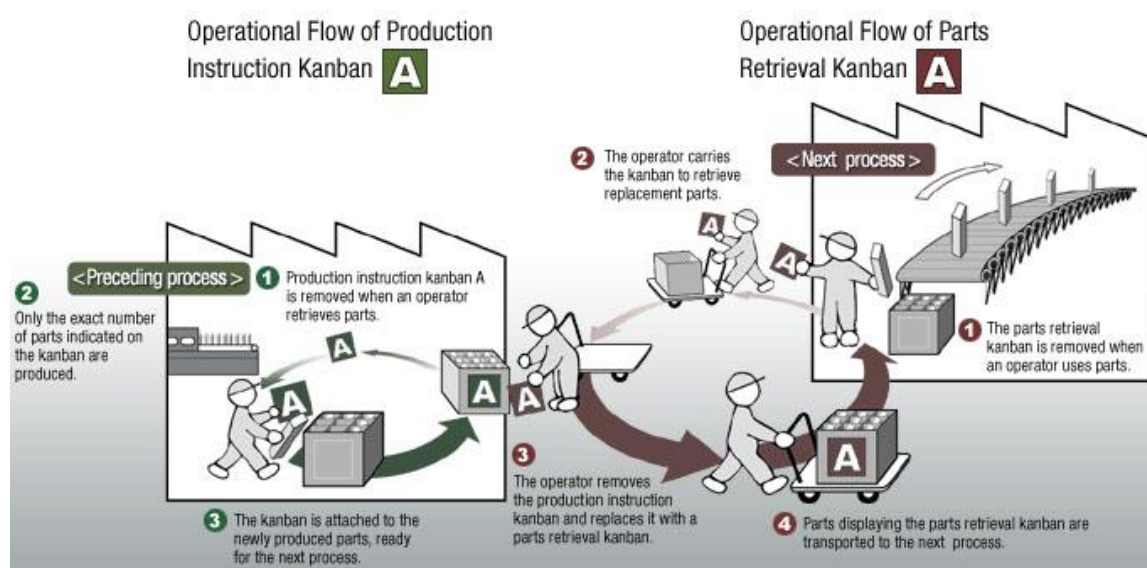 Operational Flow of Production
Instruction Kanban A
Operational Flow of Parts
Retrieval Kanban A
<Preceding process>
1 Production instruction kanban A
is removed when an operator
retrieves parts.
2
Only the exact number
of parts indicated on
the kanban are
produced.
A
A
A
A
3 The kanban is attached to the
newly produced parts, ready
for the next process.
<Next process>
1 The parts retrieval
kanban is removed when
an operator uses parts.
2 The operator carries
the kanban to retrieve
replacement parts.
A
A
3
The operator removes
the production instruction
kanban and replaces it with a
parts retrieval kanban.
A
4 Parts displaying the parts retrieval kanban are
transported to the next process.